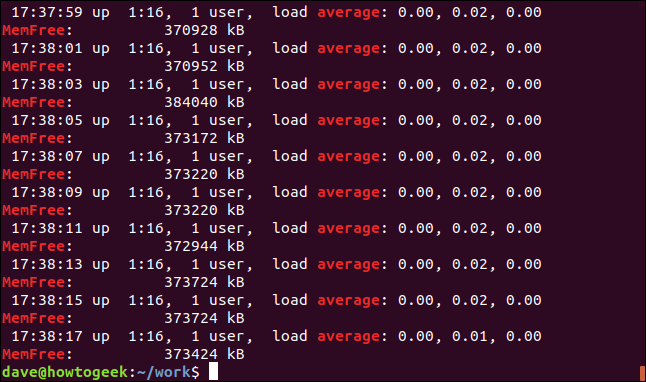 17:37:59 up  1:16,  1 user,  load average: 0.00, 0.02, 0.00
MemFree:          370928 kB
17:38:01 up  1:16,  1 user,  load average: 0.00, 0.02, 0.00
MemFree:          370952 kB
17:38:03 up  1:16,  1 user,  load average: 0.00, 0.02, 0.00
MemFree:          384040 kB
17:38:05 up  1:16,  1 user,  load average: 0.00, 0.02, 0.00
MemFree:          373172 kB
17:38:07 up  1:16,  1 user,  load average: 0.00, 0.02, 0.00
MemFree:          373220 kB
17:38:09 up  1:16,  1 user,  load average: 0.00, 0.02, 0.00
MemFree:          373220 kB
17:38:11 up  1:16,  1 user,  load average: 0.00, 0.02, 0.00
MemFree:          372944 kB
17:38:13 up  1:16,  1 user,  load average: 0.00, 0.02, 0.00
MemFree:          373724 kB
17:38:15 up  1:16,  1 user,  load average: 0.00, 0.02, 0.00
MemFree:          373724 kB
17:38:17 up  1:16,  1 user,  load average: 0.00, 0.01, 0.00
MemFree:          373424 kB
dave@howtogeek:~/work$